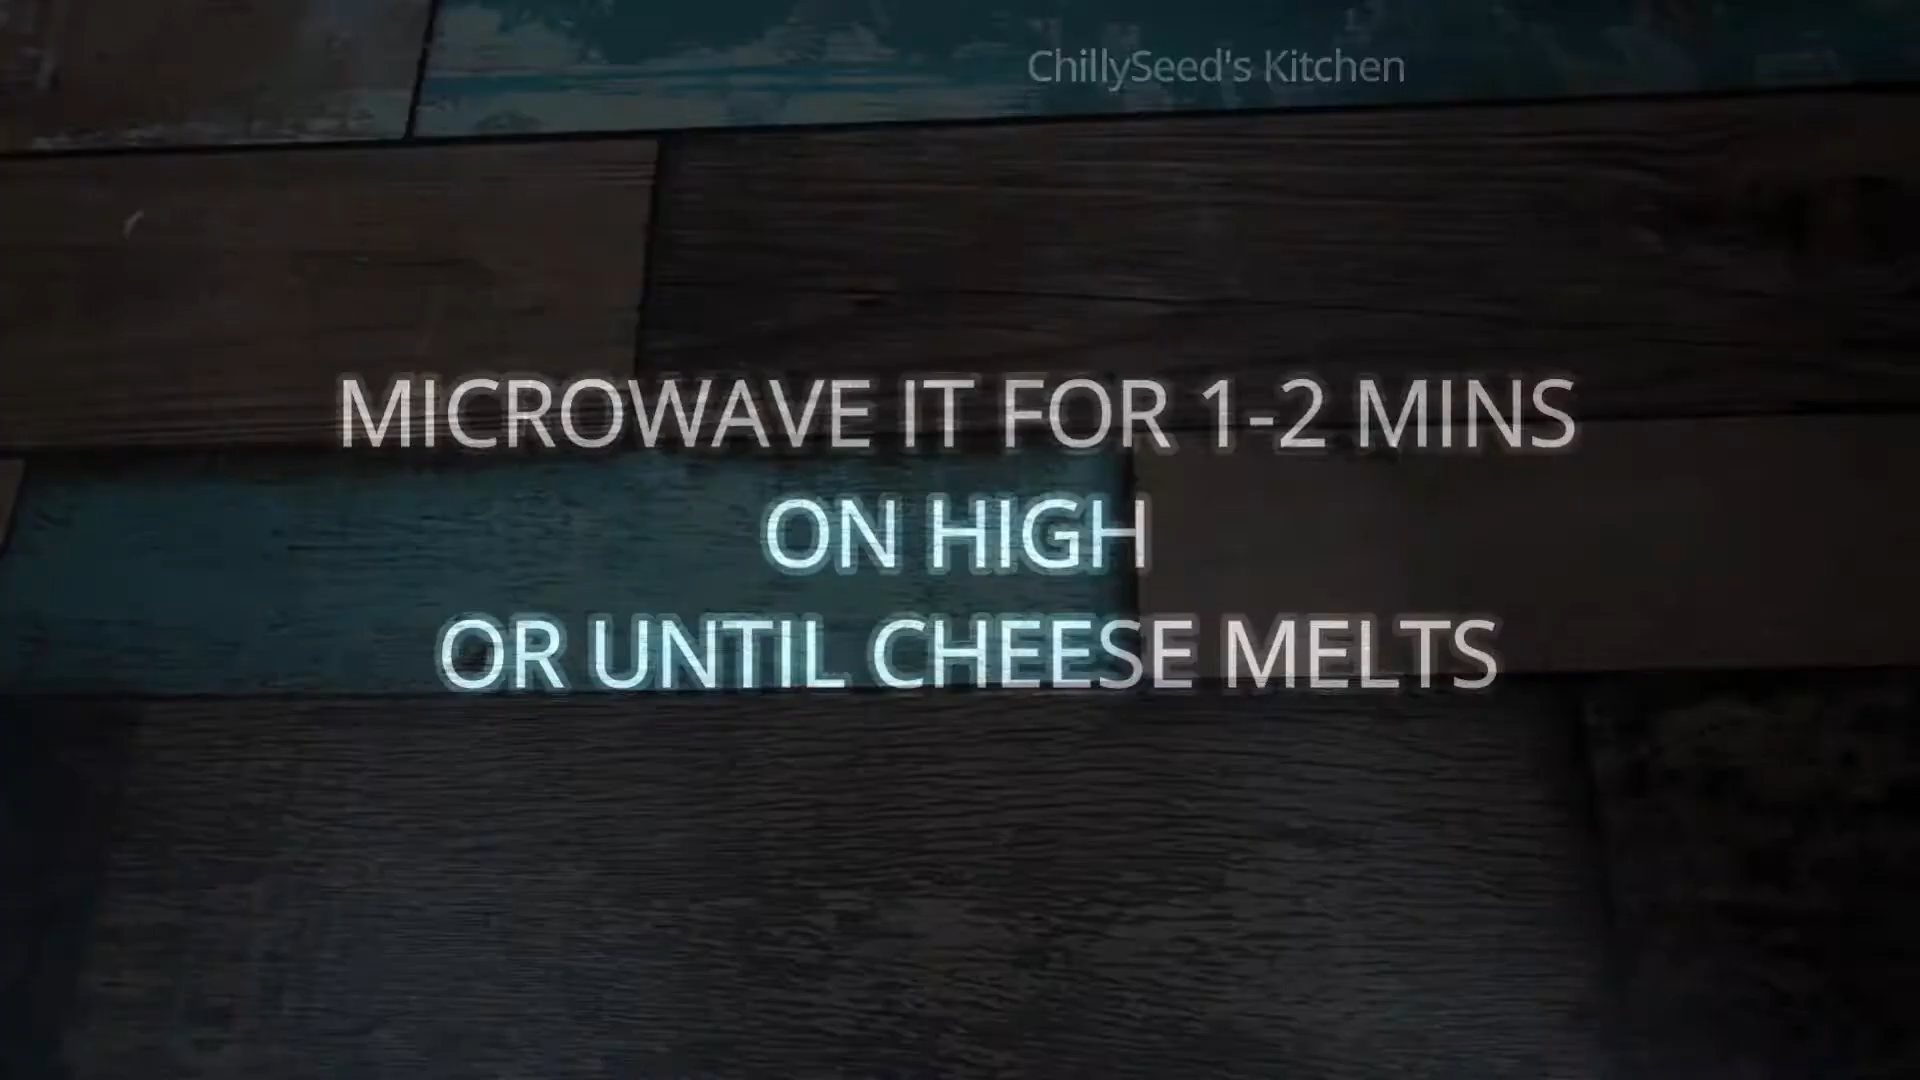 ChillySeed's Kitchen
MICROWAVE IT FOR 1-2 MINS
ON HIGH
OR UNTIL CHEESE MELTS